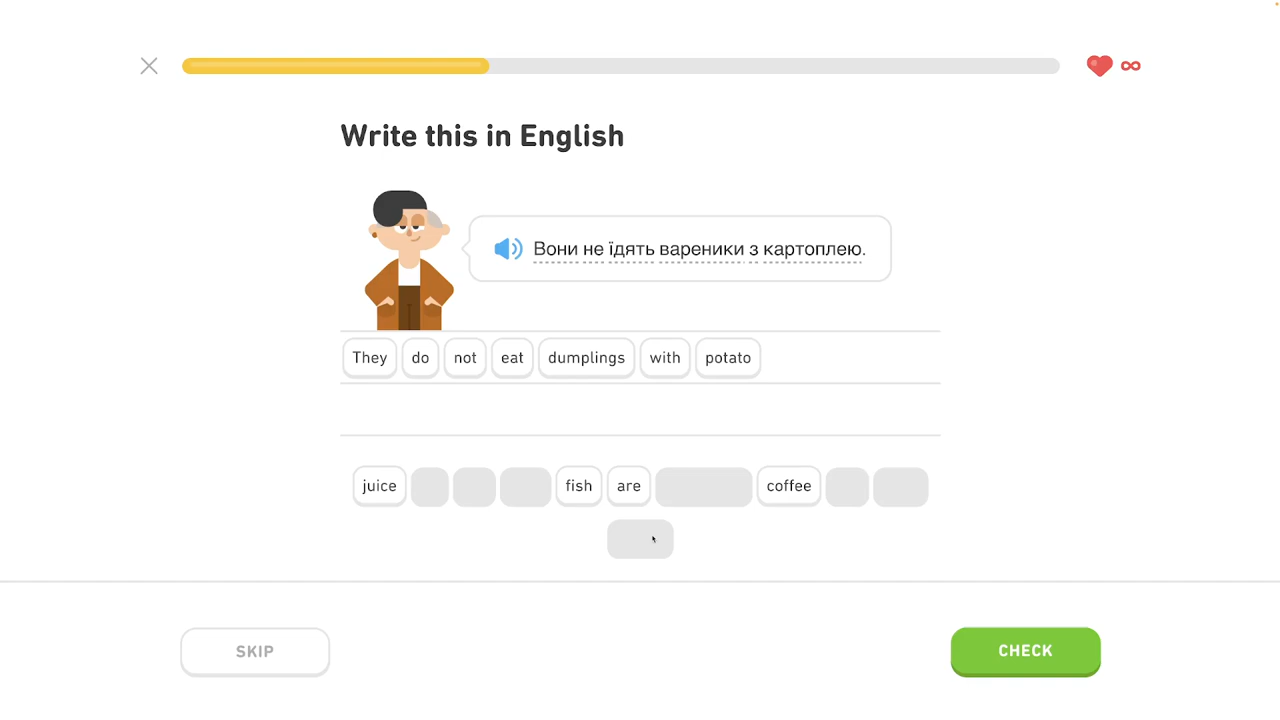 Write this in English
Вони не їдять вареники з картоплею.
They do not eat dumplings with potato
juice fish are coffee
SKIP CHECK